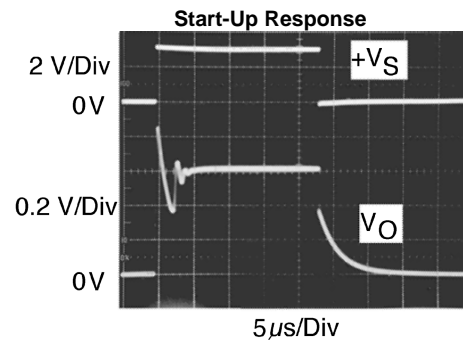 Start-Up Response
2 V/Div
+VS
0V
0.2 V/Div
VO
0V
5µs/Div